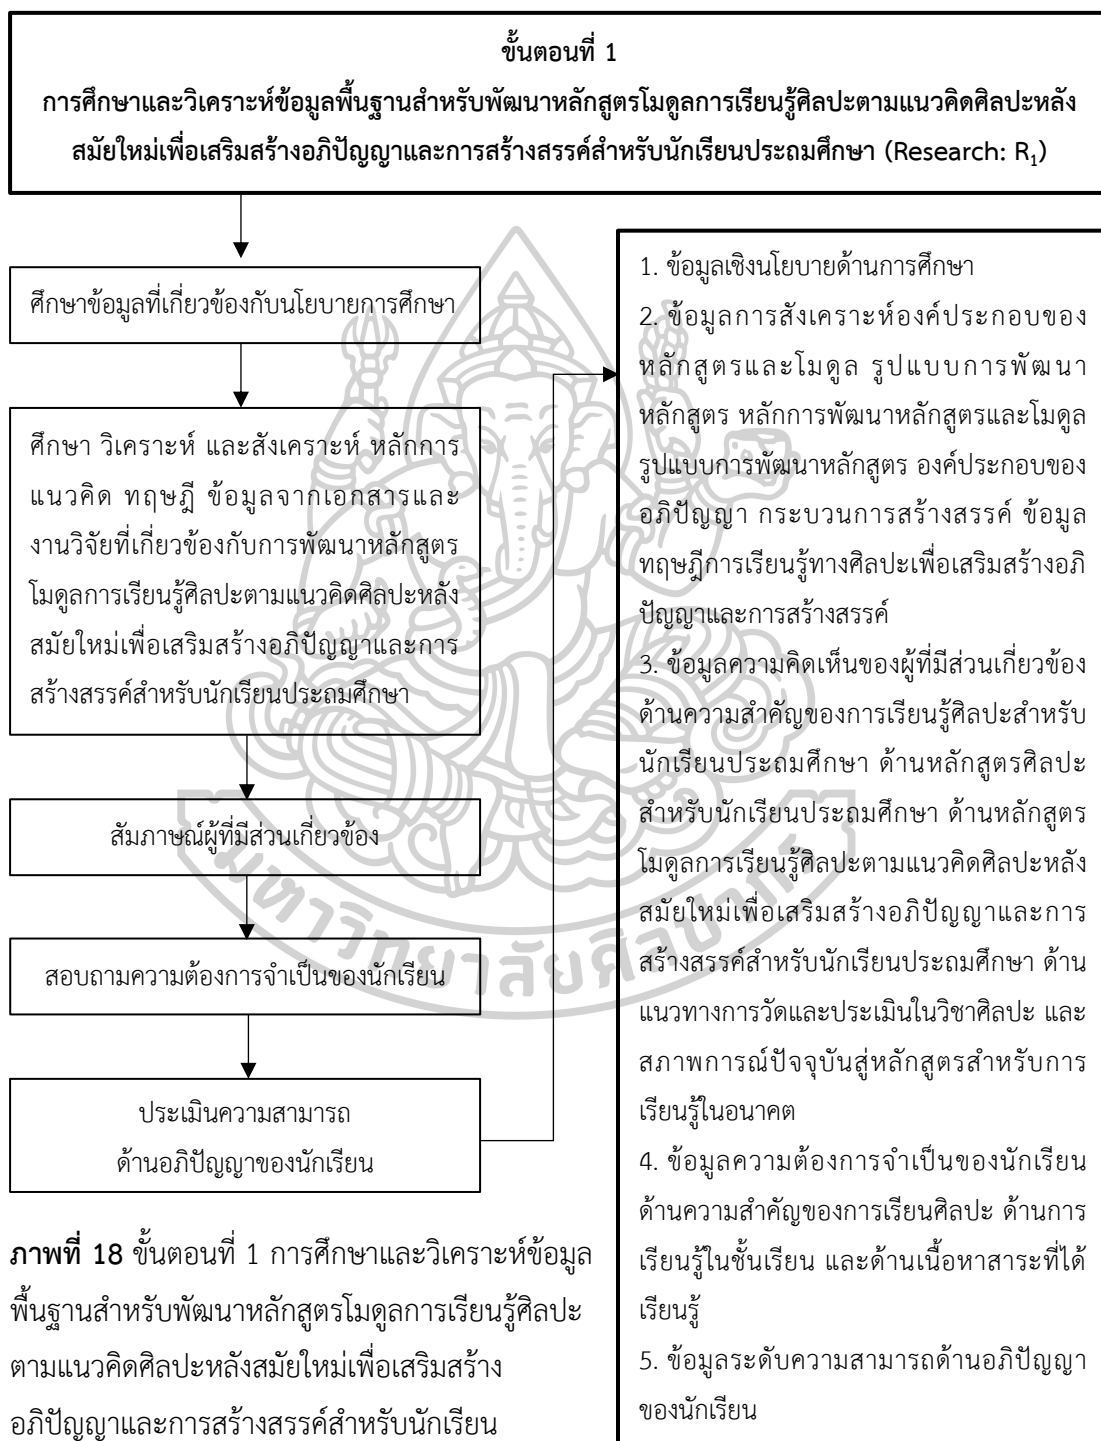 ขั้นตอนที่ 1
การศึกษาและวิเคราะห์ข้อมูลพื้นฐานสำหรับพัฒนาหลักสูตรโมดูลการเรียนรู้ศิลปะตามแนวคิดศิลปะหลัง
สมัยใหม่เพื่อเสริมสร้างอภิปัญญาและการสร้างสรรค์สำหรับนักเรียนประถมศึกษา (Research: R₁)
ศึกษาข้อมูลที่เกี่ยวข้องกับนโยบายการศึกษา
ศึกษา วิเคราะห์ และสังเคราะห์ หลักการ
แนวคิด ทฤษฎี ข้อมูลจากเอกสารและ
งานวิจัยที่เกี่ยวข้องกับการพัฒนาหลักสูตร
โมดูลการเรียนรู้ศิลปะตามแนวคิดศิลปะหลัง
สมัยใหม่เพื่อเสริมสร้างอภิปัญญาและการ
สร้างสรรค์สำหรับนักเรียนประถมศึกษา
สัมภาษณ์ผู้ที่มีส่วนเกี่ยวข้อง
สอบถามความต้องการจำเป็นของนักเรียน
ประเมินความสามารถ
ด้านอภิปัญญาของนักเรียน
1. ข้อมูลเชิงนโยบายด้านการศึกษา
2. ข้อมูลการสังเคราะห์องค์ประกอบของ
หลักสูตรและโมดูล รูปแบบการพัฒนา
หลักสูตร หลักการพัฒนาหลักสูตรและโมดูล
รูปแบบการพัฒนาหลักสูตร องค์ประกอบของ
อภิปัญญา กระบวนการสร้างสรรค์ ข้อมูล
ทฤษฎีการเรียนรู้ทางศิลปะเพื่อเสริมสร้างอภิ
ปัญญาและการสร้างสรรค์
3. ข้อมูลความคิดเห็นของผู้ที่มีส่วนเกี่ยวข้อง
ด้านความสำคัญของการเรียนรู้ศิลปะสำหรับ
นักเรียนประถมศึกษา ด้านหลักสูตรศิลปะ
สำหรับนักเรียนประถมศึกษา ด้านหลักสูตร
โมดูลการเรียนรู้ศิลปะตามแนวคิดศิลปะหลัง
สมัยใหม่เพื่อเสริมสร้างอภิปัญญาและการ
สร้างสรรค์สำหรับนักเรียนประถมศึกษา ด้าน
แนวทางการวัดและประเมินในวิชาศิลปะ และ
สภาพการณ์ปัจจุบันสู่หลักสูตรสำหรับการ
เรียนรู้ในอนาคต
4. ข้อมูลความต้องการจำเป็นของนักเรียน
ด้านความสำคัญของการเรียนศิลปะ ด้านการ
เรียนรู้ในชั้นเรียน และด้านเนื้อหาสาระที่ได้
เรียนรู้
5. ข้อมูลระดับความสามารถด้านอภิปัญญา
ของนักเรียน
มหาวิทยาลัยศิลปากร
ภาพที่ 18 ขั้นตอนที่ 1 การศึกษาและวิเคราะห์ข้อมูล
พื้นฐานสำหรับพัฒนาหลักสูตรโมดูลการเรียนรู้ศิลปะ
ตามแนวคิดศิลปะหลังสมัยใหม่เพื่อเสริมสร้าง
อภิปัญญาและการสร้างสรรค์สำหรับนักเรียน